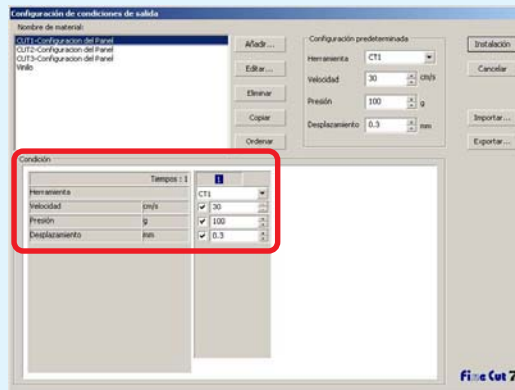 Configuración de condiciones de salida
Nombre de material:
CUT1-Configuracion del Panel
CUT2-Configuracion del Panel
CUT3-Configuracion del Panel
Vinilo
Añadir...
Editar...
Eliminar
Copiar
Ordenar
Configuración predeterminada
Herramienta CT1
Velocidad 30 cm/s
Presión 100 g
Desplazamiento 0.3 mm
Instalación
Cancelar
Importar...
Exportar...
Condición
Tiempos : 1 1
Herramienta CT1
Velocidad cm/s 30
Presión g 100
Desplazamiento mm 0.3
Fine Cut 7